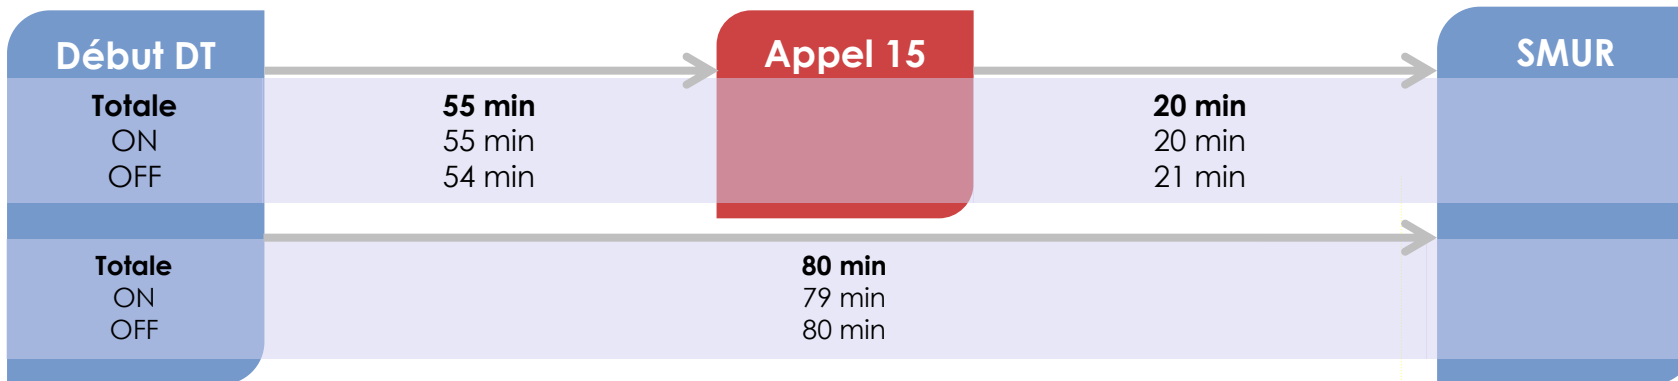 Début DT Appel 15 SMUR
Totale 55 min 20 min
ON 55 min 20 min
OFF 54 min 21 min
Totale 80 min
ON 79 min
OFF 80 min